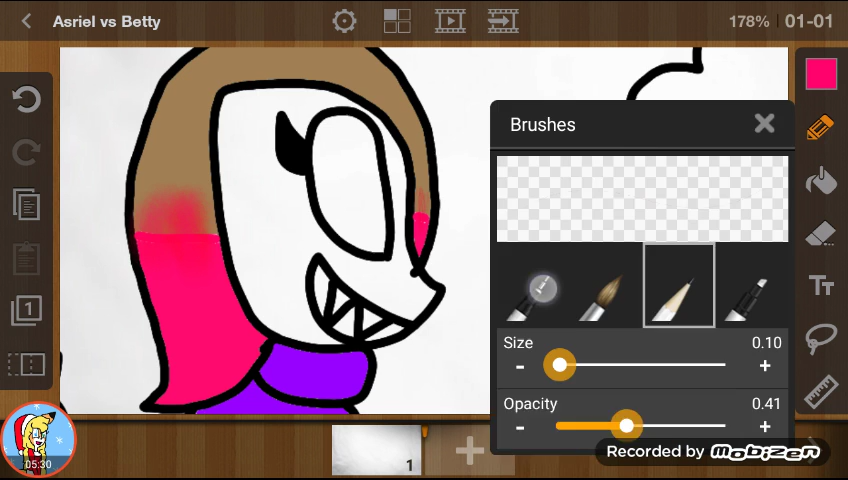 Asriel vs Betty
178%
01-01
Brushes
Size
0.10
- +
Opacity
0.41
- +
1
Tt
1
05:30
Recorded by Mobizen